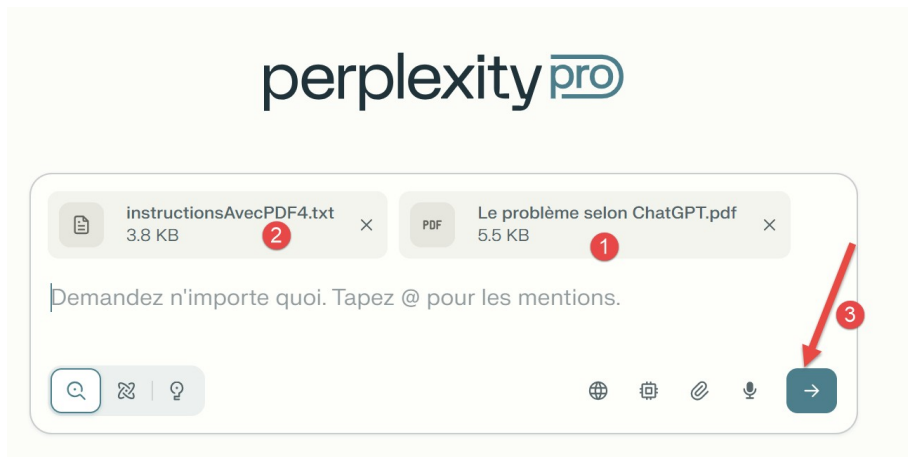 perplexity pro
instructionsAvecPDF4.txt
3.8 KB
2
PDF
Le problème selon ChatGPT.pdf
5.5 KB
1
Demandez n'importe quoi. Tapez @ pour les mentions.
3